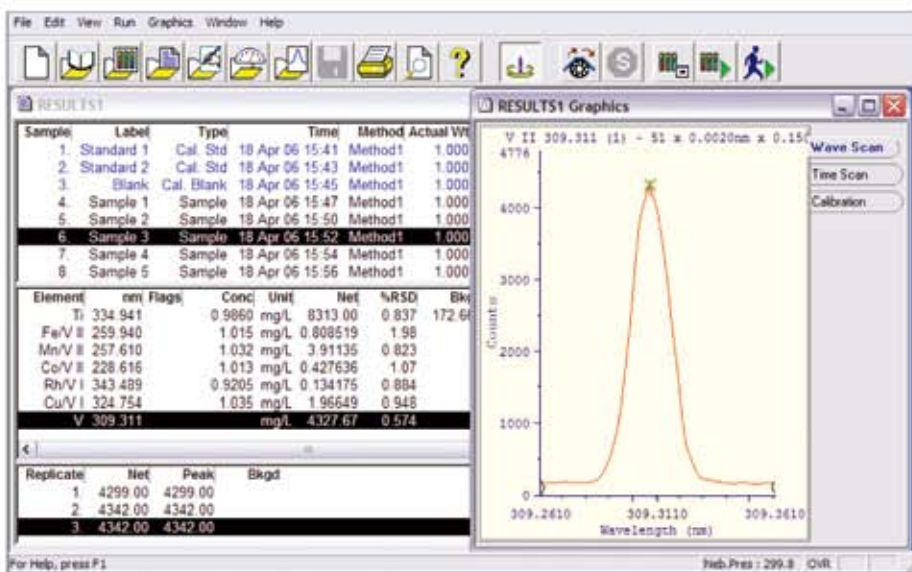 File Edit View Run Graphics Window Help
RESULTS1
Sample Label Type Time Method Actual Wt
1. Standard 1 Cal. Std 18 Apr 06 15:41 Method1 1.000
2. Standard 2 Cal. Std 18 Apr 06 15:43 Method1 1.000
3. Blank Cal. Blank 18 Apr 06 15:45 Method1 1.000
4. Sample 1 Sample 18 Apr 06 15:47 Method1 1.000
5. Sample 2 Sample 18 Apr 06 15:50 Method1 1.000
6. Sample 3 Sample 18 Apr 06 15:52 Method1 1.000
7. Sample 4 Sample 18 Apr 06 15:54 Method1 1.000
8 Sample 5 Sample 18 Apr 06 15:56 Method1 1.000
Element nm Flags Conc Unit Net %RSD
Ti 334.941 0.9860 mg/L 8313.00 0.837
Fe/V II 259.940 1.015 mg/L 0.808519 1.98
Mn/V II 257.610 1.032 mg/L 3.91135 0.823
Co/V II 228.616 1.013 mg/L 0.427636 1.07
Rh/V I 343.489 0.9205 mg/L 0.134175 0.884
Cu/V I 324.754 1.035 mg/L 1.96649 0.948
V 309.311 mg/L 4327.67 0.574
Replicate Net Peak Bkgd
1 4299.00 4299.00
2. 4342.00 4342.00
3. 4342.00 4342.00
RESULTS1 Graphics
V II 309.311 (1) - 51 x 0.0020nm x
4776
4000
3000
2000
1000
0
Counts
309.2610 309.3110 309.3610
Wavelength (nm)
Wave Scan
Time Scan
Calibration
For Help, press F1
Neb.Pres : 299.8 OVR